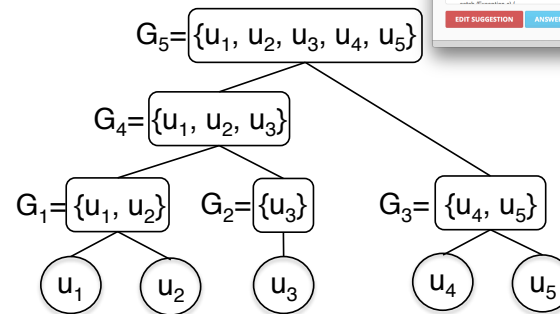 EDIT SUGGESTION ANSWE
G₅= {u₁, u₂, u₃, u₄, u₅}
G₄= {u₁, u₂, u₃}
G₁= {u₁, u₂} G₂= {u₃} G₃= {u₄, u₅}
u₁ u₂ u₃ u₄ u₅